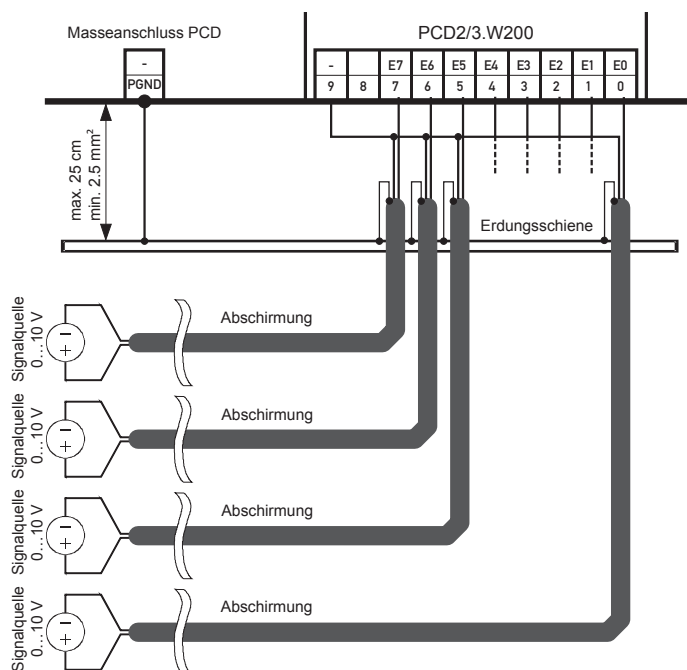 Masseanschluss PCD
PCD2/3.W200
-
PGND
- E7 E6 E5 E4 E3 E2 E1 E0
9 8 7 6 5 4 3 2 1 0
max. 25 cm
min. 2.5 mm²
Erdungsschiene
Signalquelle
0...10 V
Abschirmung
Signalquelle
0...10 V
Abschirmung
Signalquelle
0...10 V
Abschirmung
Signalquelle
0...10 V
Abschirmung